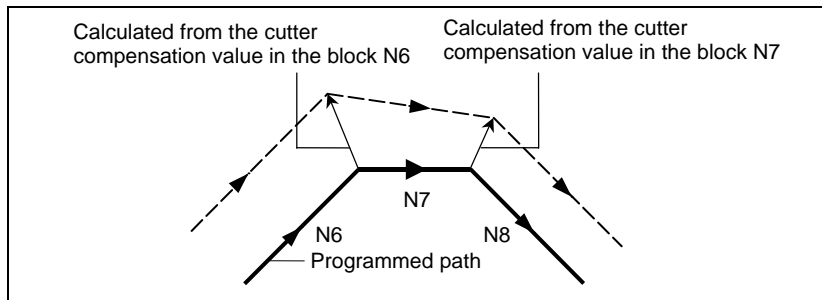 Calculated from the cutter
compensation value in the block N6
Calculated from the cutter
compensation value in the block N7
N7
N6
N8
Programmed path